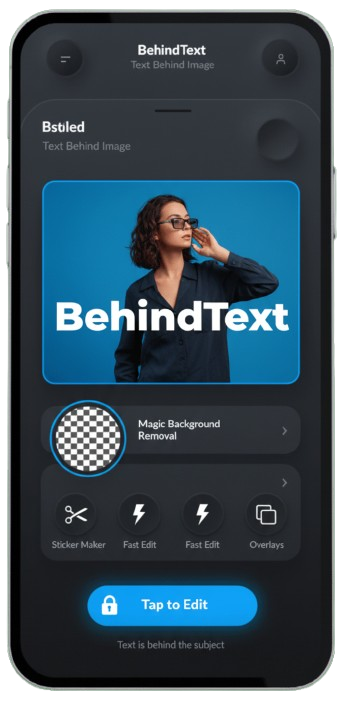 BehindText
Text Behind Image
Bstıled
Text Behind Image
BehindText
Magic Background
Removal
Sticker Maker
Fast Edit
Fast Edit
Overlays
Tap to Edit
Text is behind the subject